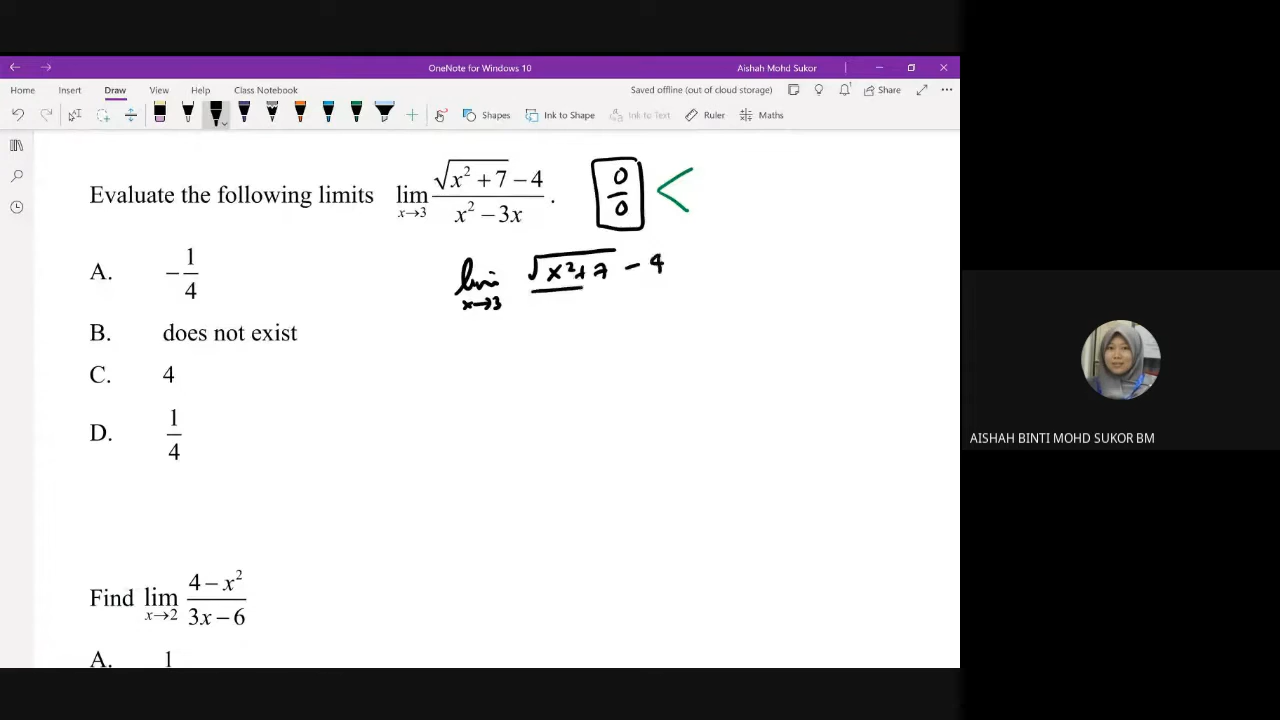 OneNote for Windows 10
Aishah Mohd Sukor
Home Insert Draw View Help Class Notebook
Saved offline (out of cloud storage)
Share
Shapes Ink to Shape Ink to Text Ruler Maths
Evaluate the following limits lim x→3 (√(x² + 7) − 4)/(x² − 3x) . 0/0 <
lim x→3 √(x²+7) − 4
A. −1/4
B. does not exist
C. 4
D. 1/4
Find lim x→2 (4 − x²)/(3x − 6)
A. 1
AISHAH BINTI MOHD SUKOR BM